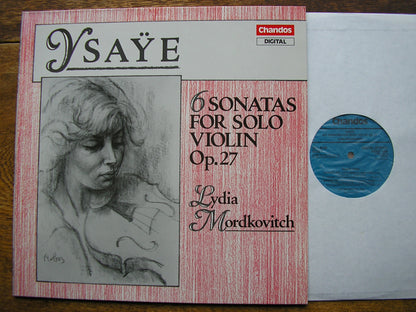 Chandos
DIGITAL
YSAŸE
6 SONATAS
FOR SOLO
VIOLIN
Op.27
Lydia
Mordkovitch
Chandos